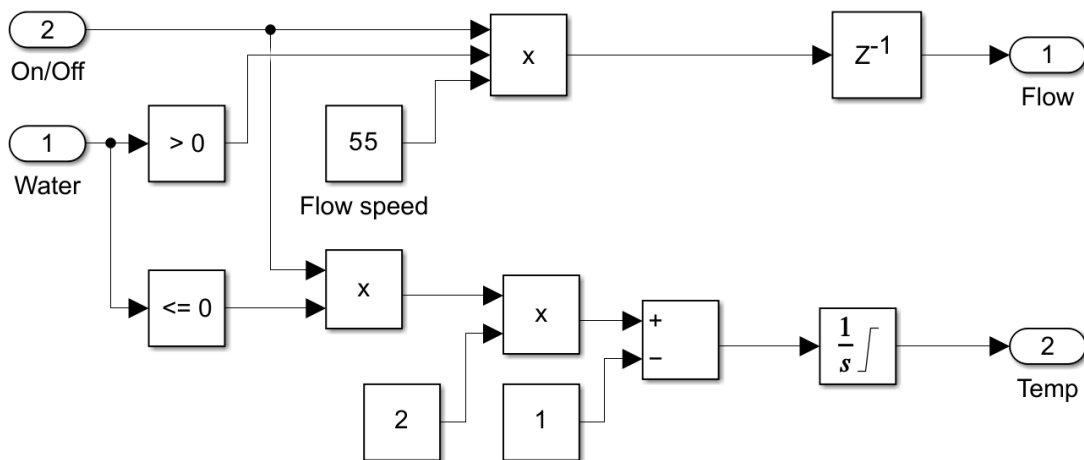 2
On/Off
1
Water
> 0
<= 0
55
Flow speed
x
Z-1
1
Flow
x
x
2
1
+
−
1
s
2
Temp